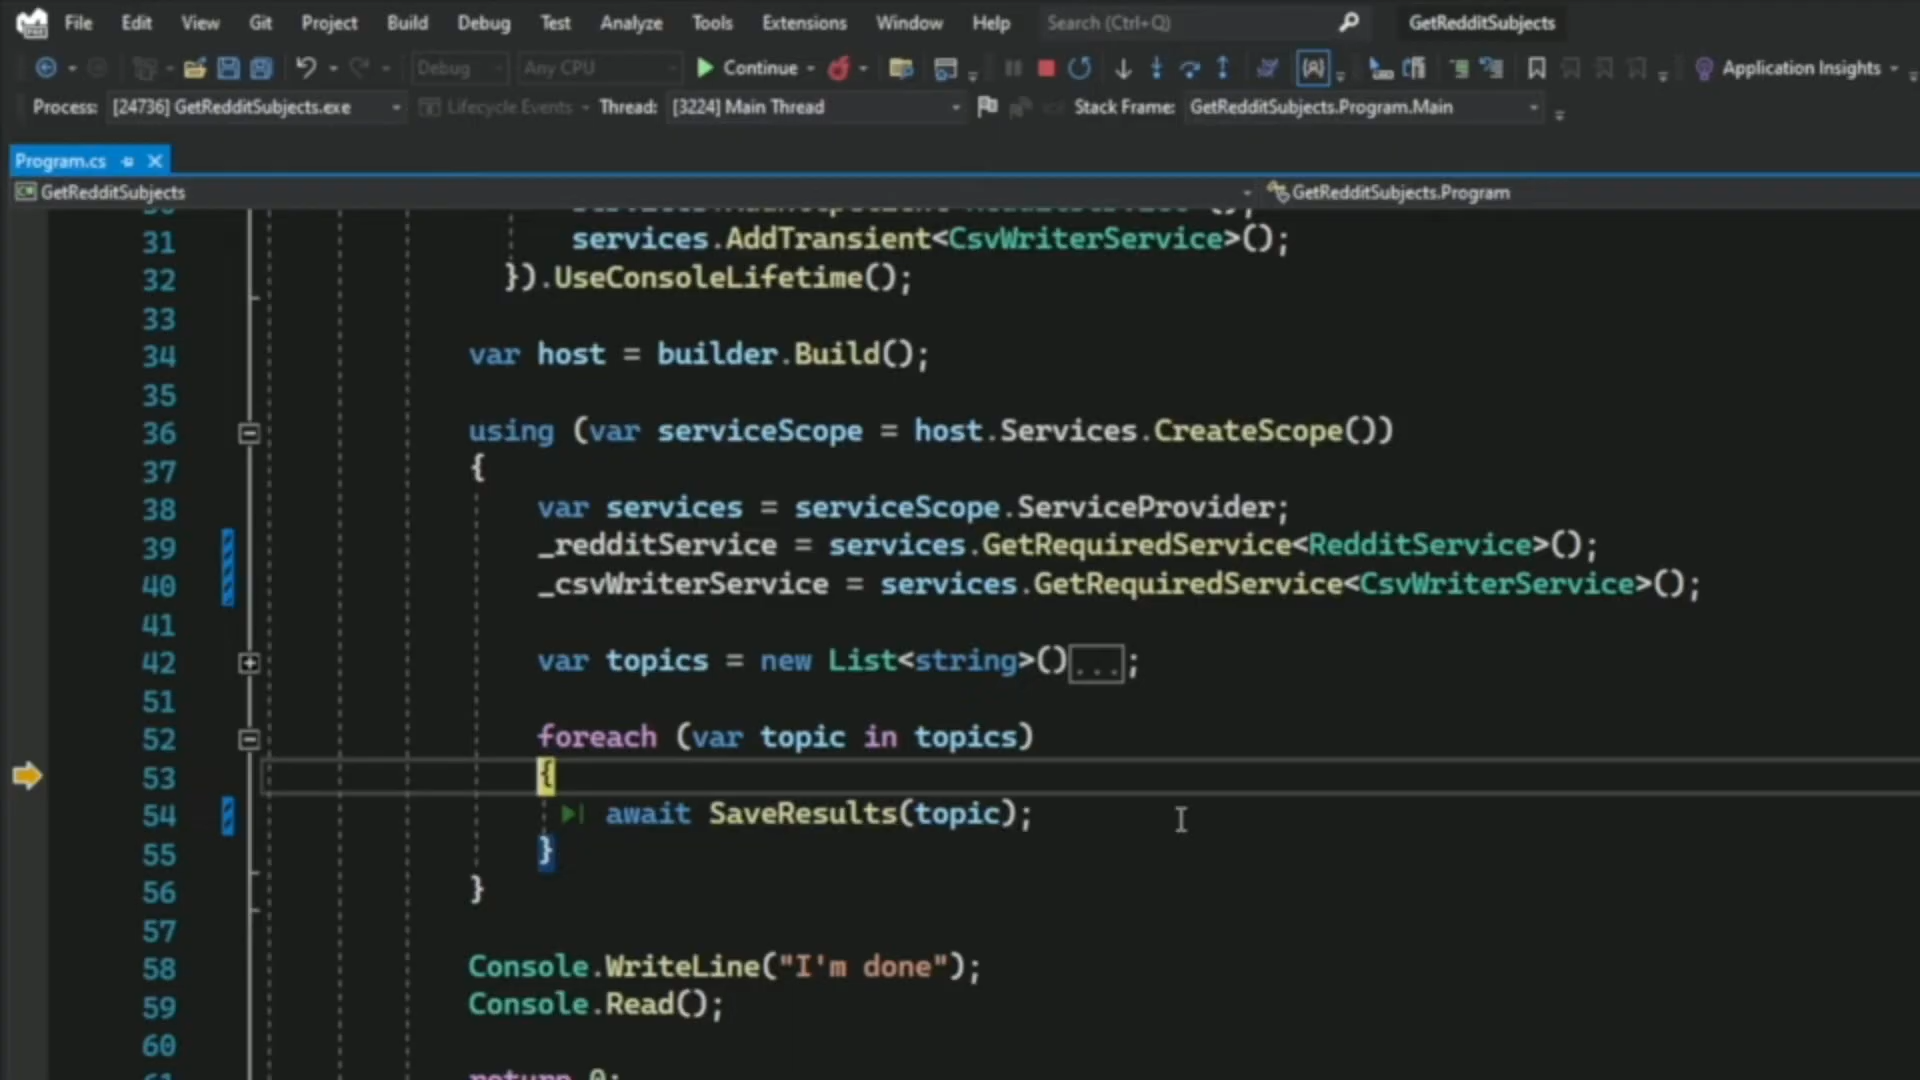 File Edit View Git Project Build Debug Test Analyze Tools Extensions Window Help Search (Ctrl+Q) GetRedditSubjects
Debug Any CPU Continue Application Insights
Process: [24736] GetRedditSubjects.exe Lifecycle Events Thread: [3224] Main Thread Stack Frame: GetRedditSubjects.Program.Main
Program.cs
GetRedditSubjects GetRedditSubjects.Program
31 services.AddTransient<CsvWriterService>();
32 }).UseConsoleLifetime();
33
34 var host = builder.Build();
35
36 using (var serviceScope = host.Services.CreateScope())
37 {
38 var services = serviceScope.ServiceProvider;
39 _redditService = services.GetRequiredService<RedditService>();
40 _csvWriterService = services.GetRequiredService<CsvWriterService>();
41
42 var topics = new List<string>()...;
51
52 foreach (var topic in topics)
53 {
54 await SaveResults(topic);
55 }
56 }
57
58 Console.WriteLine("I'm done");
59 Console.Read();
60
return 0;